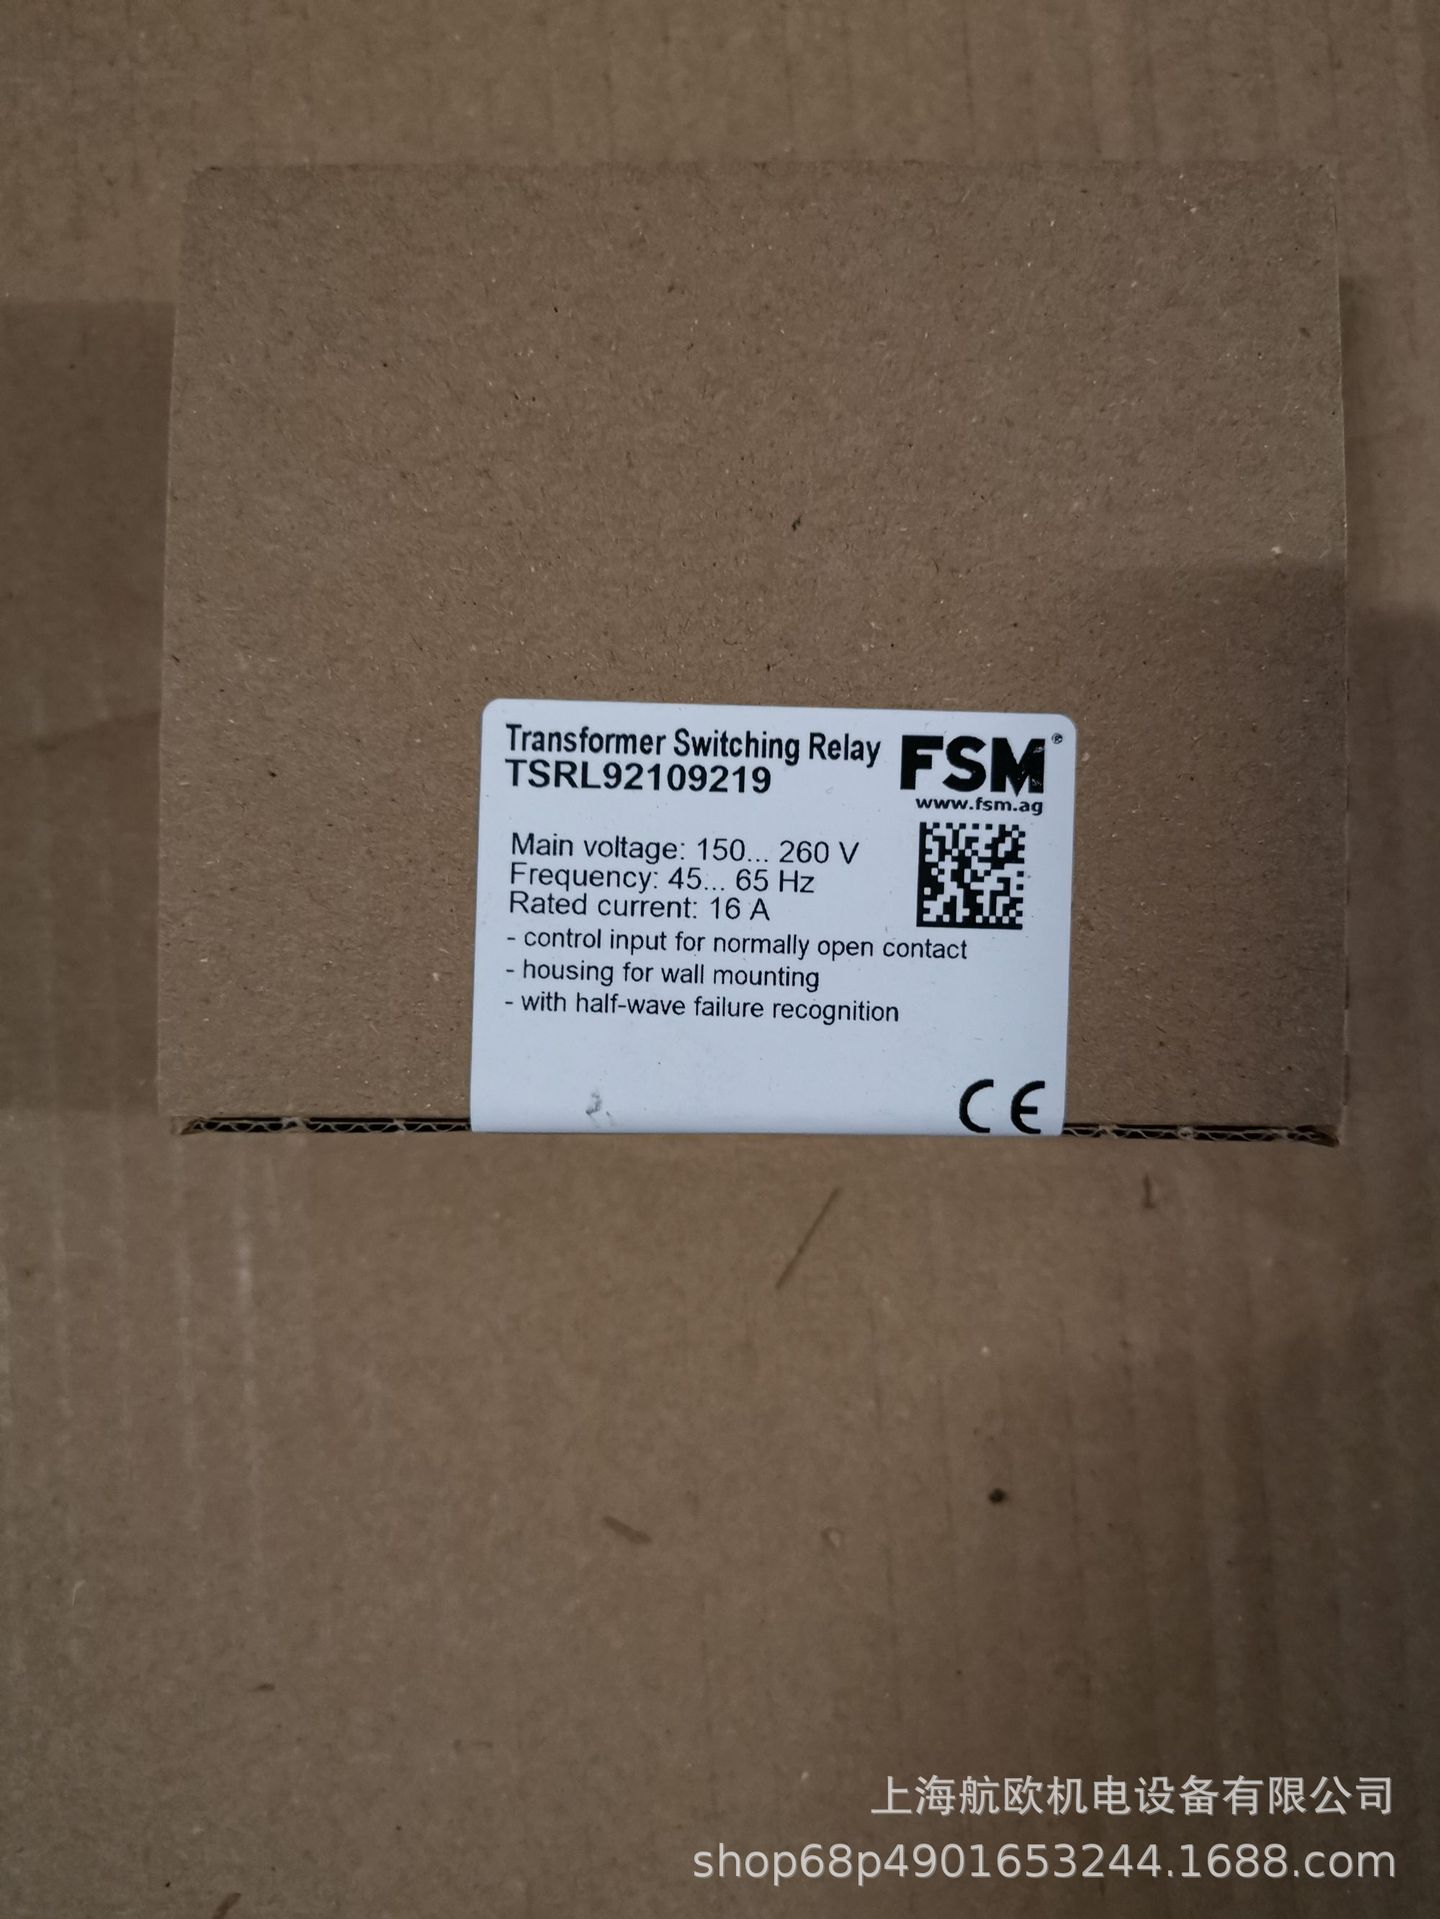 Transformer Switching Relay
TSRL92109219
FSM®
www.fsm.ag
Main voltage: 150... 260 V
Frequency: 45... 65 Hz
Rated current: 16 A
- control input for normally open contact
- housing for wall mounting
- with half-wave failure recognition
CE
上海航欧机电设备有限公司
shop68p4901653244.1688.com